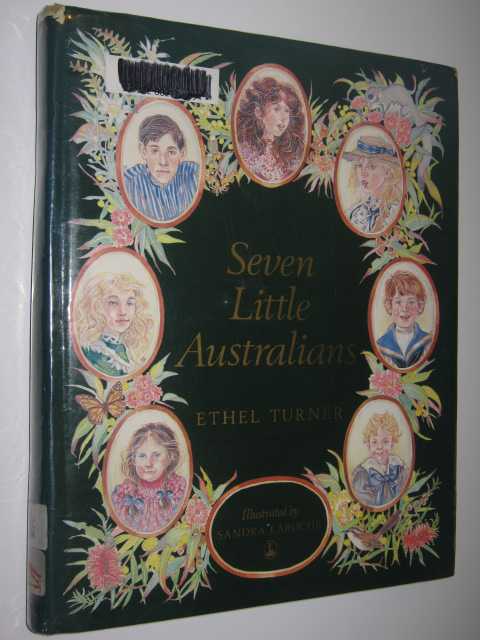 Seven
Little
Australians
ETHEL TURNER
Illustrated by
SANDRA LAROCHE